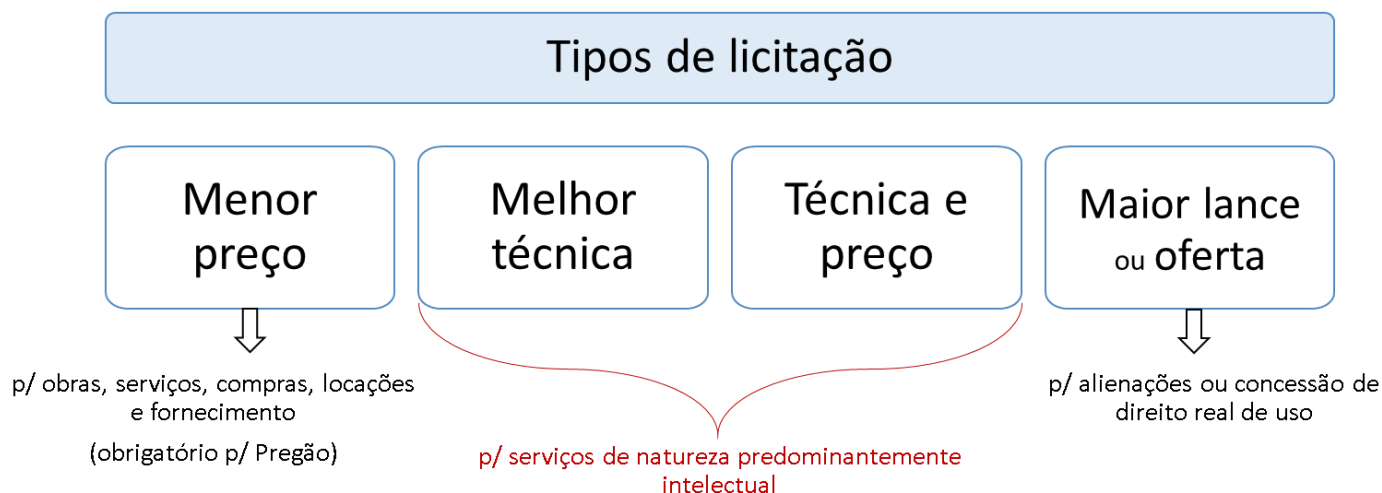 Tipos de licitação
Menor
preço
Melhor
técnica
Técnica e
preço
Maior lance
ou oferta
p/ obras, serviços, compras, locações
e fornecimento
(obrigatório p/ Pregão)
p/ serviços de natureza predominantemente
intelectual
p/ alienações ou concessão de
direito real de uso